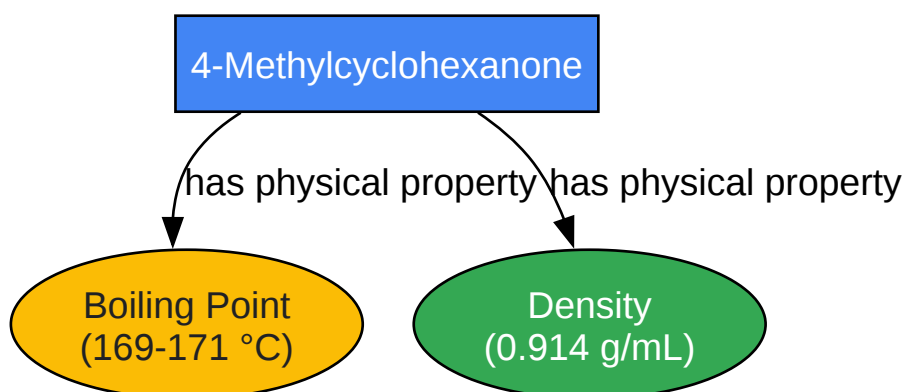 4-Methylcyclohexanone
has physical property
has physical property
Boiling Point
(169-171 °C)
Density
(0.914 g/mL)